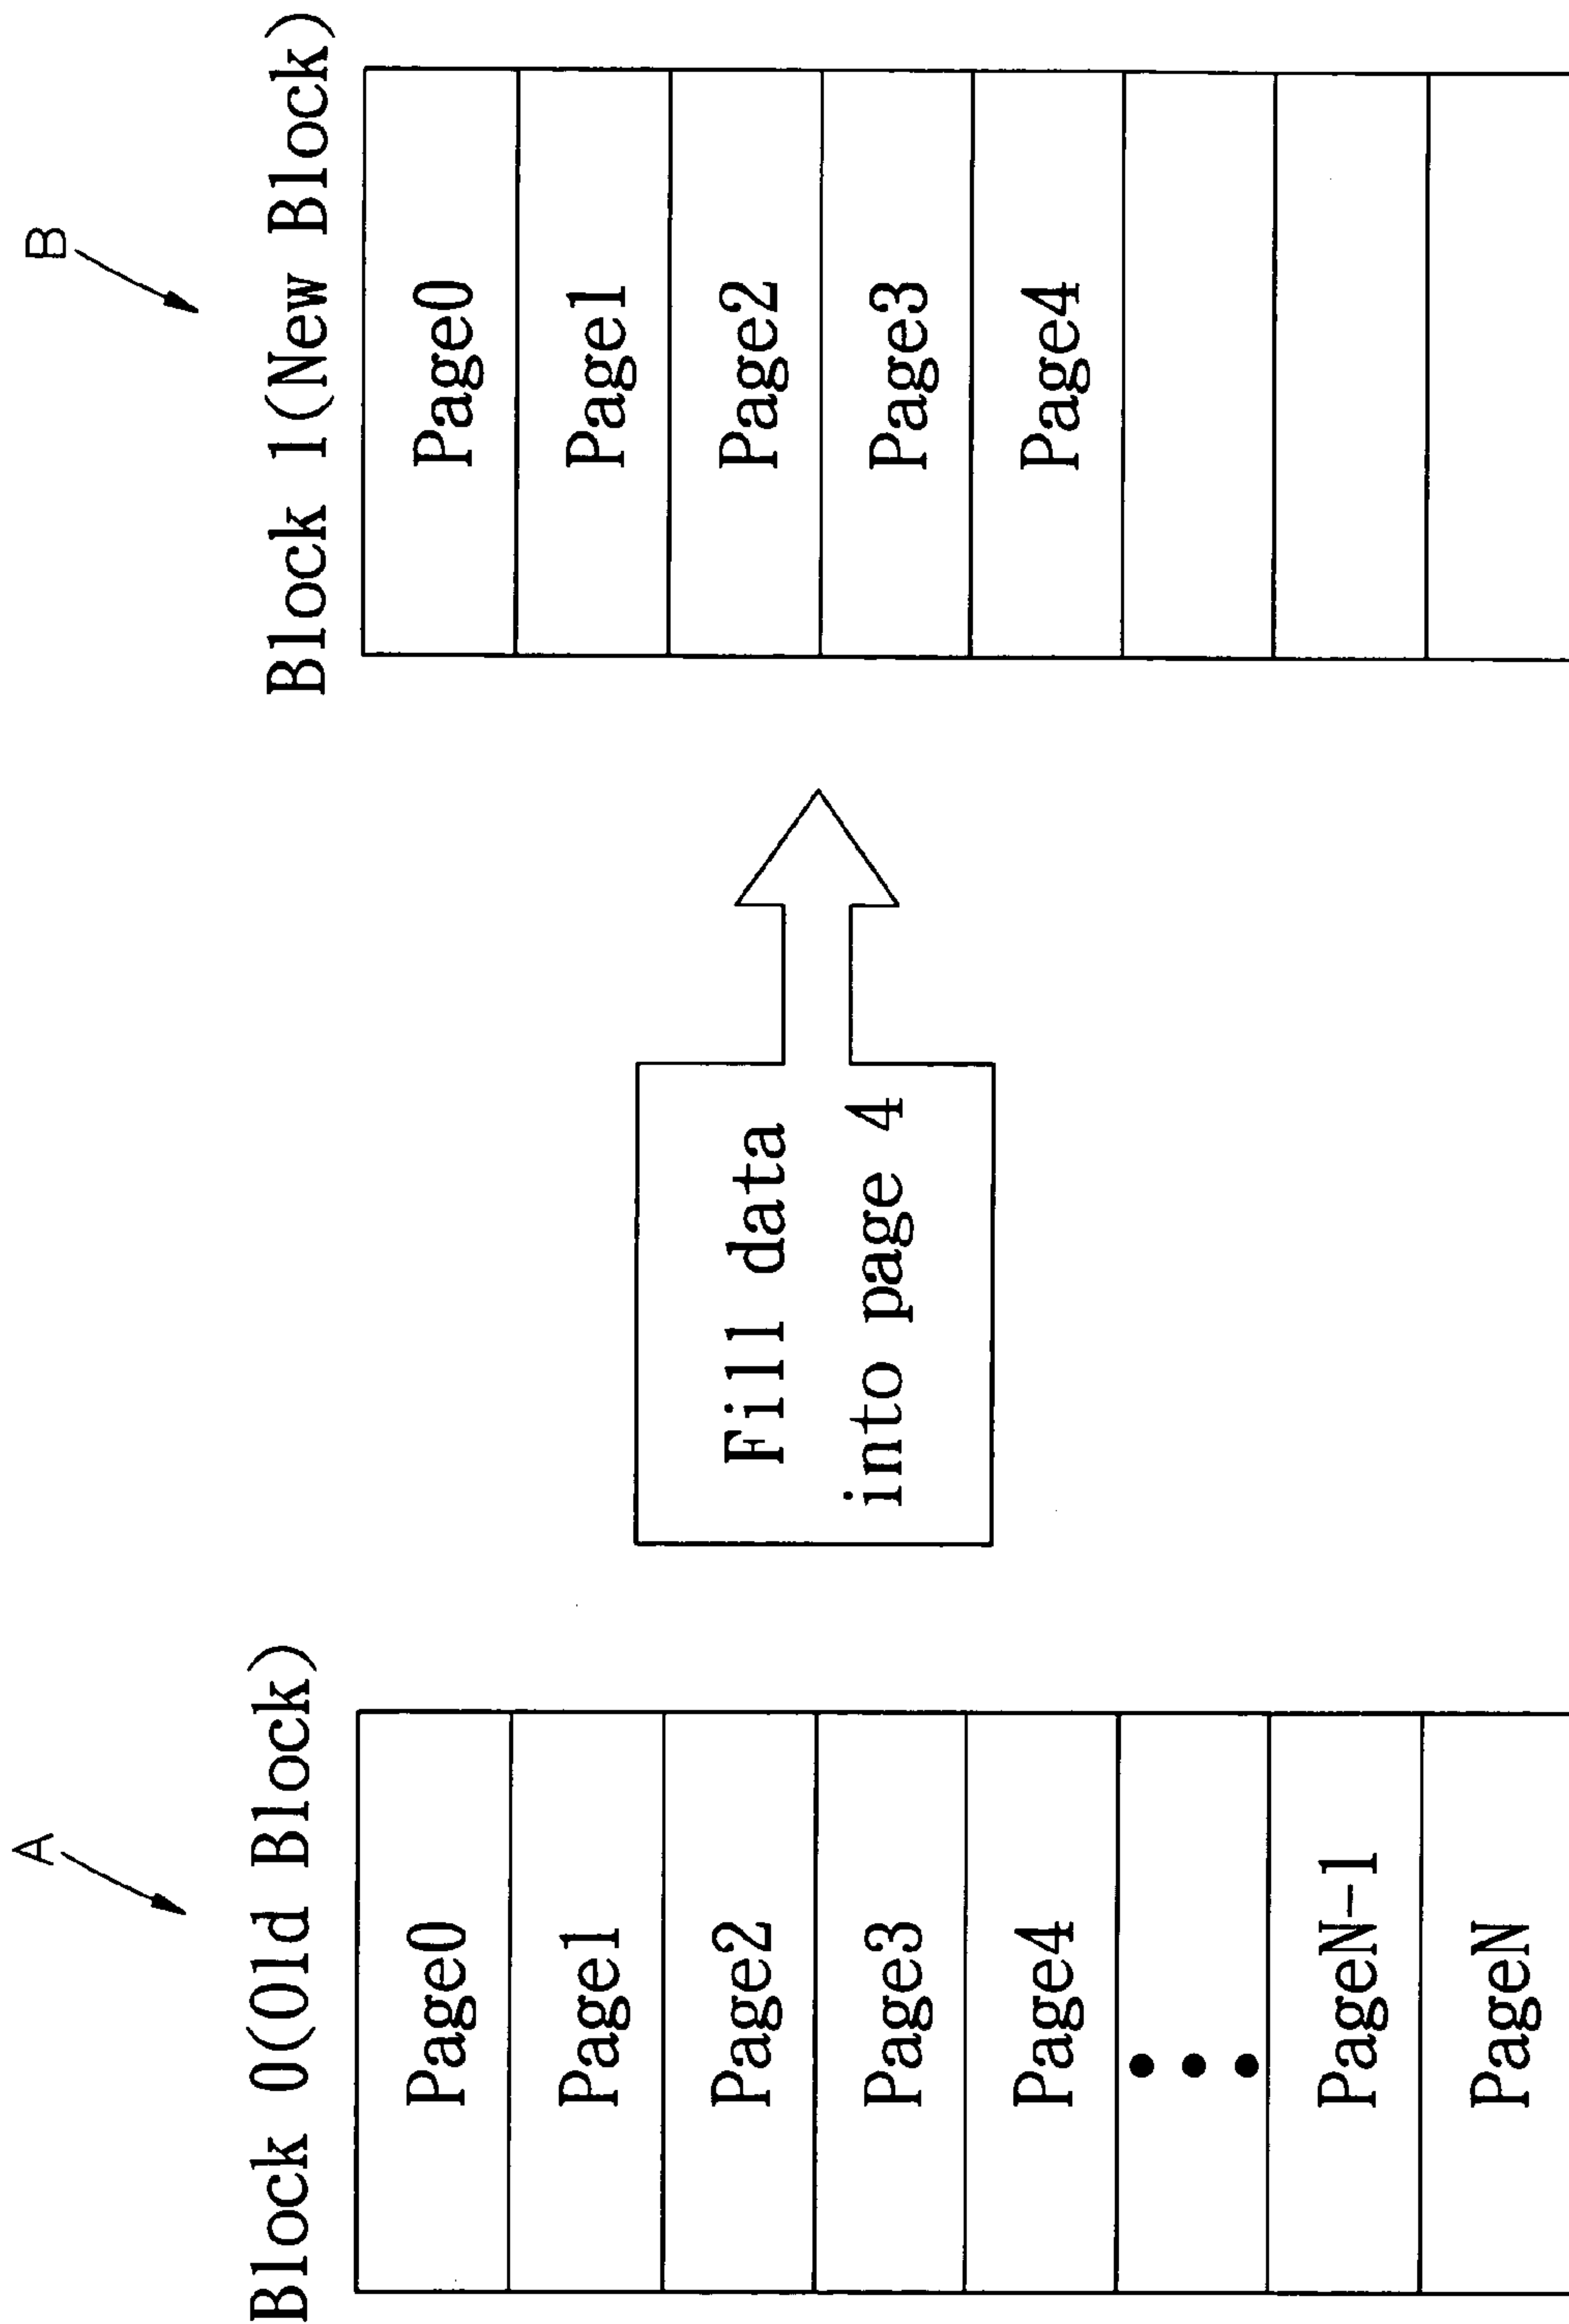 A
Block 0(Old Block)
Page0
Page1
Page2
Page3
Page4
PageN-1
PageN
Fill data
into page 4
B
Block 1(New Block)
Page0
Page1
Page2
Page3
Page4